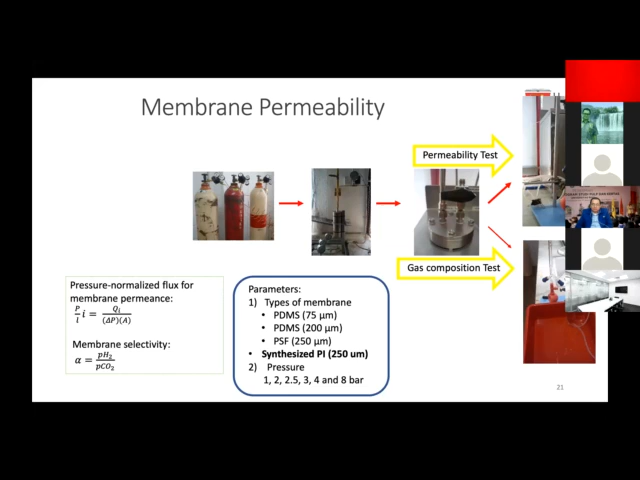 Membrane Permeability
Permeability Test
Gas composition Test
Pressure-normalized flux for
membrane permeance:
P/l i = Qi/(ΔP)(A)
Membrane selectivity:
α = pH2/pCO2
Parameters:
1) Types of membrane
• PDMS (75 µm)
• PDMS (200 µm)
• PSF (250 µm)
• Synthesized PI (250 um)
2) Pressure
1, 2, 2.5, 3, 4 and 8 bar
21